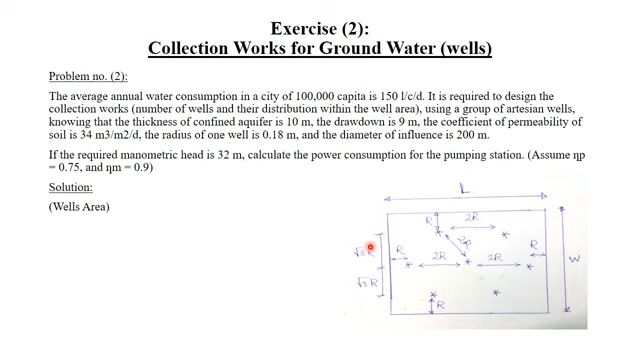 Exercise (2):
Collection Works for Ground Water (wells)
Problem no. (2):
The average annual water consumption in a city of 100,000 capita is 150 l/c/d. It is required to design the
collection works (number of wells and their distribution within the well area), using a group of artesian wells,
knowing that the thickness of confined aquifer is 10 m, the drawdown is 9 m, the coefficient of permeability of
soil is 34 m3/m2/d, the radius of one well is 0.18 m, and the diameter of influence is 200 m.
If the required manometric head is 32 m, calculate the power consumption for the pumping station. (Assume ηp
= 0.75, and ηm = 0.9)
Solution:
(Wells Area)
L
R
2R
√3R
R
2R
2R
2R
R
W
√3R
R